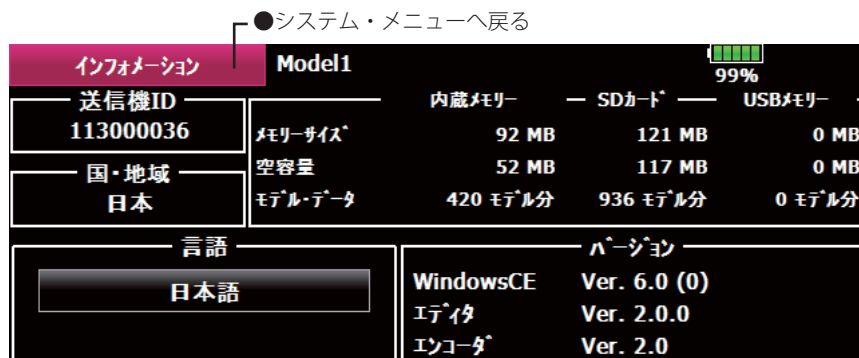 ●システム・メニューへ戻る
インフォメーション Model1
99%
送信機ID
113000036
国・地域
日本
内蔵メモリー SDカード USBメモリー
メモリーサイズ 92 MB 121 MB 0 MB
空容量 52 MB 117 MB 0 MB
モデル・データ 420 モデル分 936 モデル分 0 モデル分
言語
日本語
バージョン
WindowsCE Ver. 6.0 (0)
エディタ Ver. 2.0.0
エンコーダ Ver. 2.0